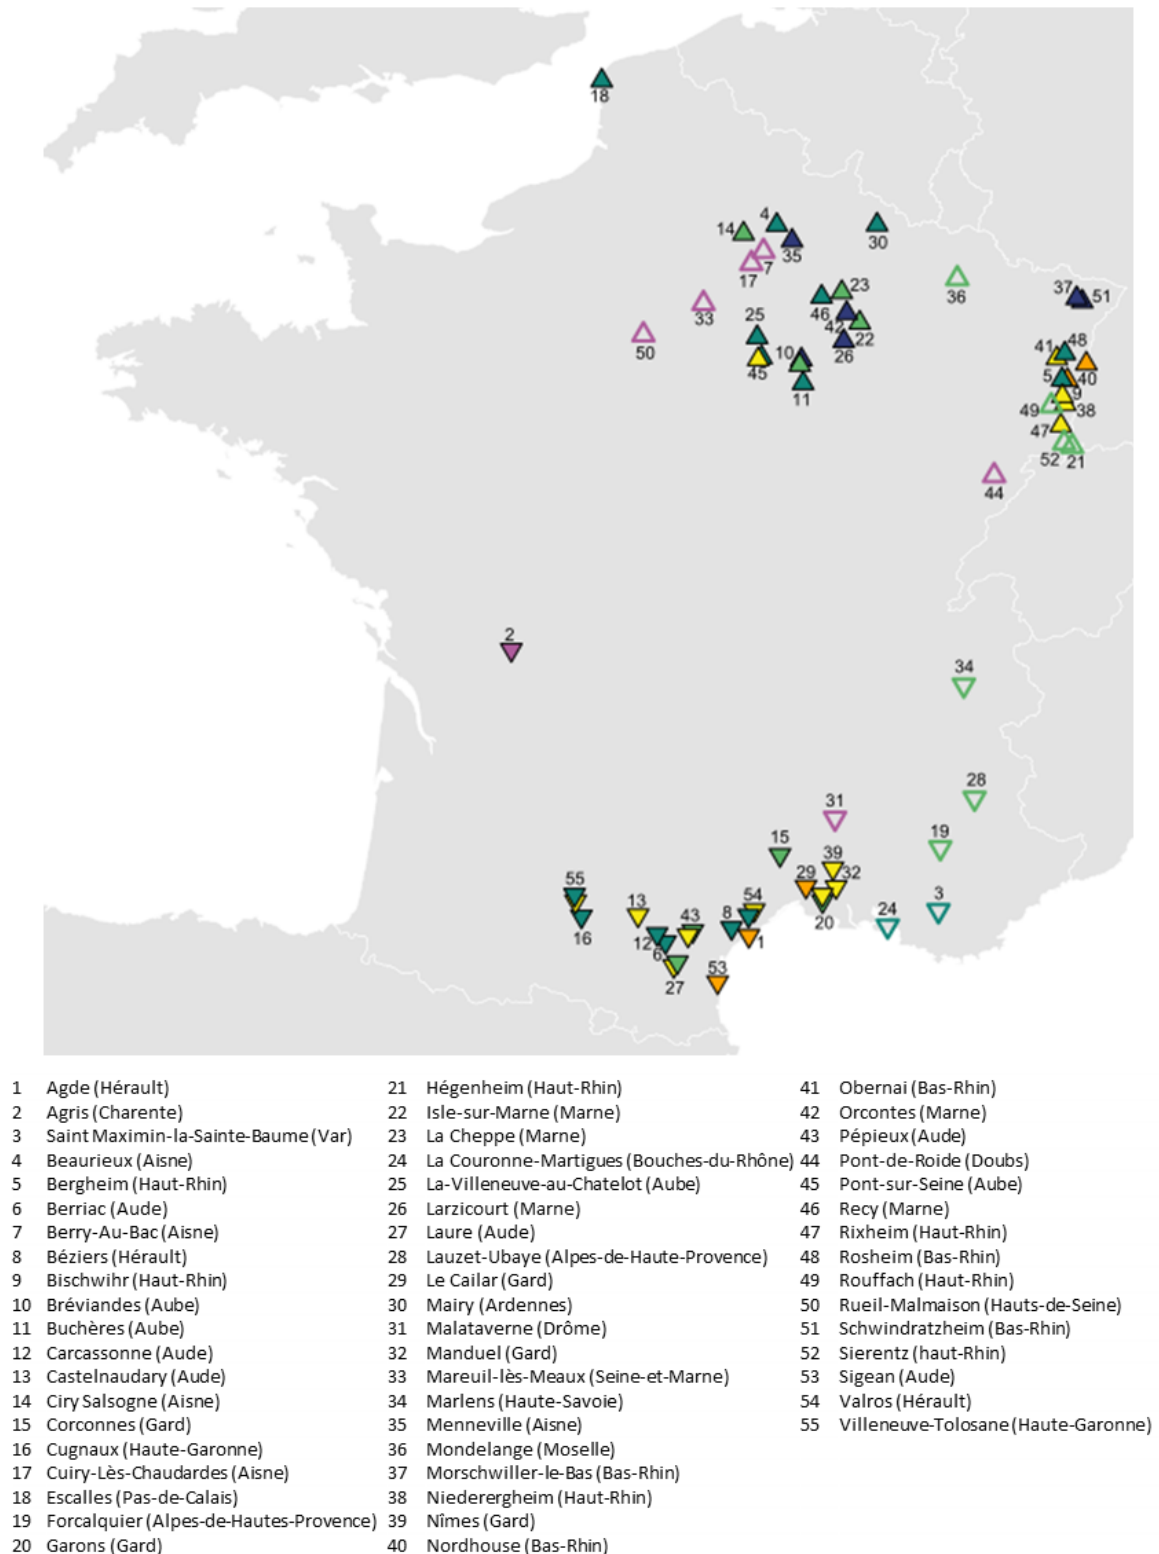 18
4
14
35
30
7
17
36
33
37
51
23
46
42
22
25
26
50
48
41
10
45
40
5
11
9
49
38
47
52
21
44
2
34
28
31
15
19
39
29
32
55
13
54
3
43
8
24
20
16
12
1
6
53
27
1 Agde (Hérault)
2 Agris (Charente)
3 Saint Maximin-la-Sainte-Baume (Var)
4 Beaurieux (Aisne)
5 Bergheim (Haut-Rhin)
6 Berriac (Aude)
7 Berry-Au-Bac (Aisne)
8 Béziers (Hérault)
9 Bischwihr (Haut-Rhin)
10 Bréviandes (Aube)
11 Buchères (Aube)
12 Carcassonne (Aude)
13 Castelnaudary (Aude)
14 Ciry Salsogne (Aisne)
15 Corconnes (Gard)
16 Cugnaux (Haute-Garonne)
17 Cuiry-Lès-Chaudardes (Aisne)
18 Escalles (Pas-de-Calais)
19 Forcalquier (Alpes-de-Hautes-Provence)
20 Garons (Gard)
21 Hégenheim (Haut-Rhin)
22 Isle-sur-Marne (Marne)
23 La Cheppe (Marne)
24 La Couronne-Martigues (Bouches-du-Rhône)
25 La-Villeneuve-au-Chatelot (Aube)
26 Larzicourt (Marne)
27 Laure (Aude)
28 Lauzet-Ubaye (Alpes-de-Haute-Provence)
29 Le Cailar (Gard)
30 Mairy (Ardennes)
31 Malataverne (Drôme)
32 Manduel (Gard)
33 Mareuil-lès-Meaux (Seine-et-Marne)
34 Marlens (Haute-Savoie)
35 Menneville (Aisne)
36 Mondelange (Moselle)
37 Morschwiller-le-Bas (Bas-Rhin)
38 Niederergheim (Haut-Rhin)
39 Nîmes (Gard)
40 Nordhouse (Bas-Rhin)
41 Obernai (Bas-Rhin)
42 Orcontes (Marne)
43 Pépieux (Aude)
44 Pont-de-Roide (Doubs)
45 Pont-sur-Seine (Aube)
46 Recy (Marne)
47 Rixheim (Haut-Rhin)
48 Rosheim (Bas-Rhin)
49 Rouffach (Haut-Rhin)
50 Rueil-Malmaison (Hauts-de-Seine)
51 Schwindratzheim (Bas-Rhin)
52 Sierentz (haut-Rhin)
53 Sigean (Aude)
54 Valros (Hérault)
55 Villeneuve-Tolosane (Haute-Garonne)